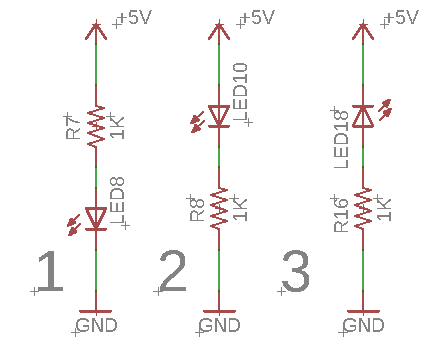 +5V
+5V
+5V
R7
1K
LED8
LED10
R8
1K
LED18
R16
1K
1
2
3
GND
GND
GND